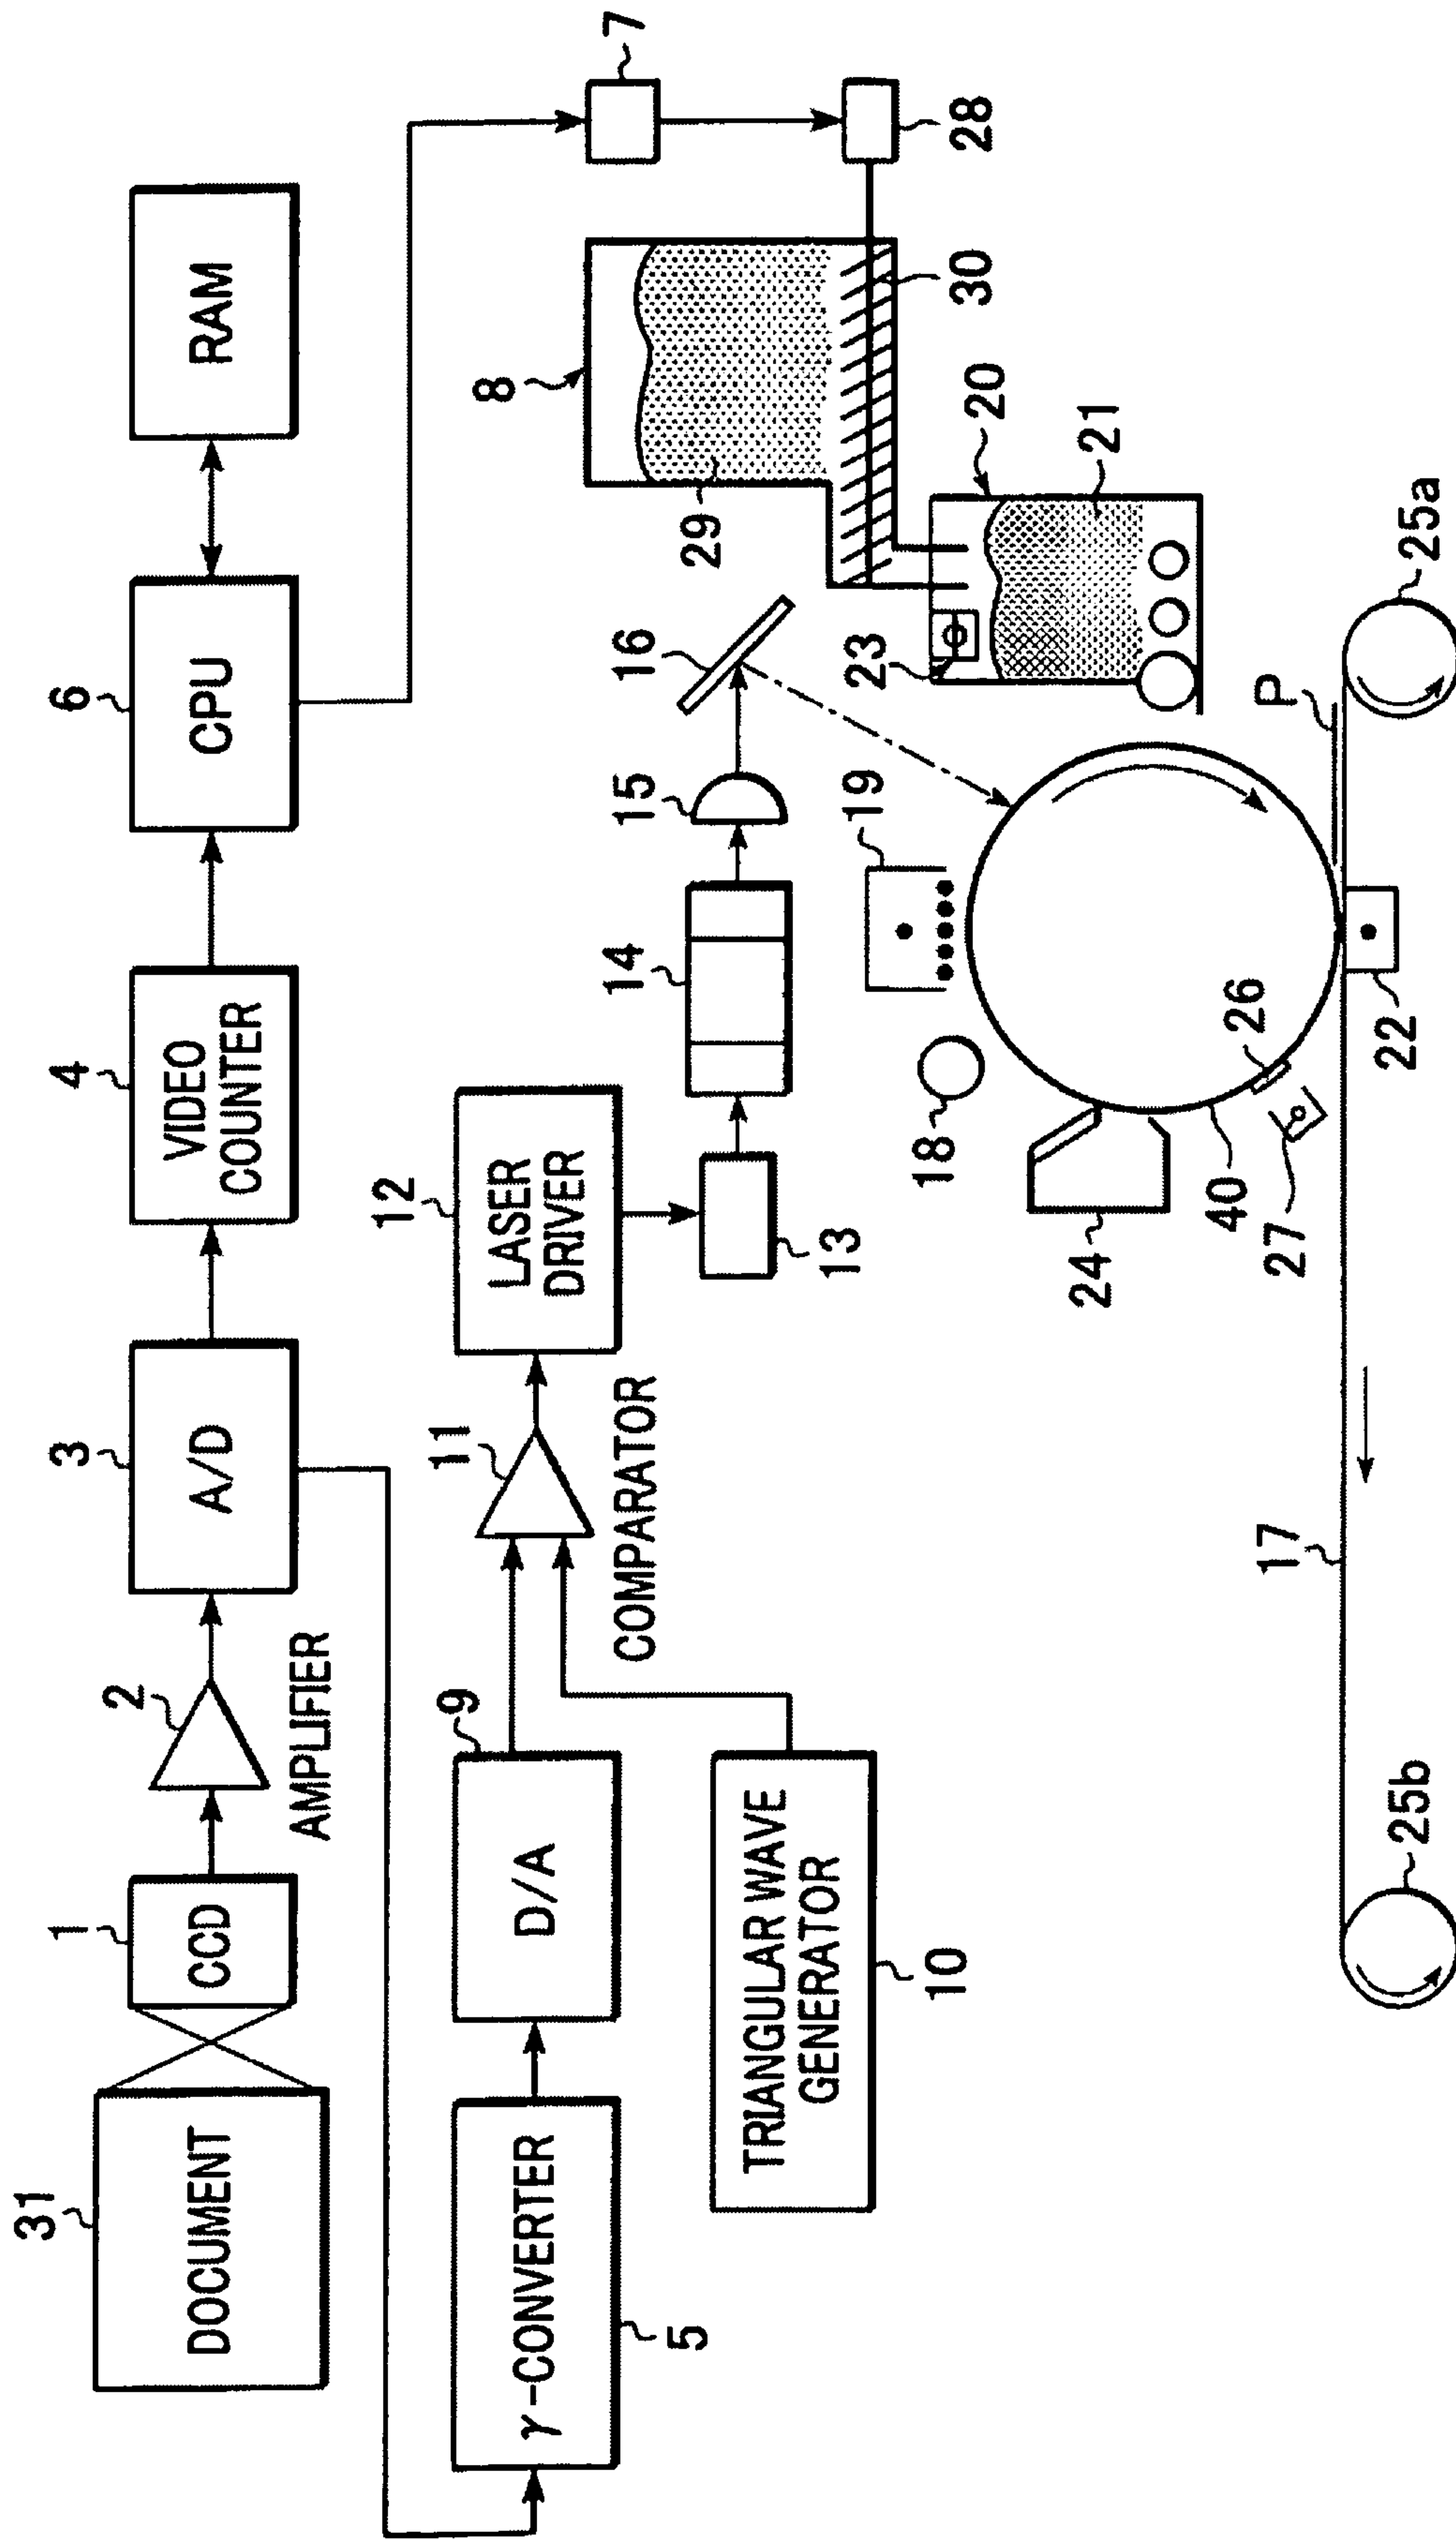 31
DOCUMENT
1
CCD
2
AMPLIFIER
3
A/D
4
VIDEO
COUNTER
6
CPU
RAM
7
5
γ-CONVERTER
9
D/A
10
TRIANGULAR WAVE
GENERATOR
11
COMPARATOR
12
LASER
DRIVER
13
14
15
16
8
29
30
28
20
21
23
19
18
24
40
27
26
22
P
17
25a
25b